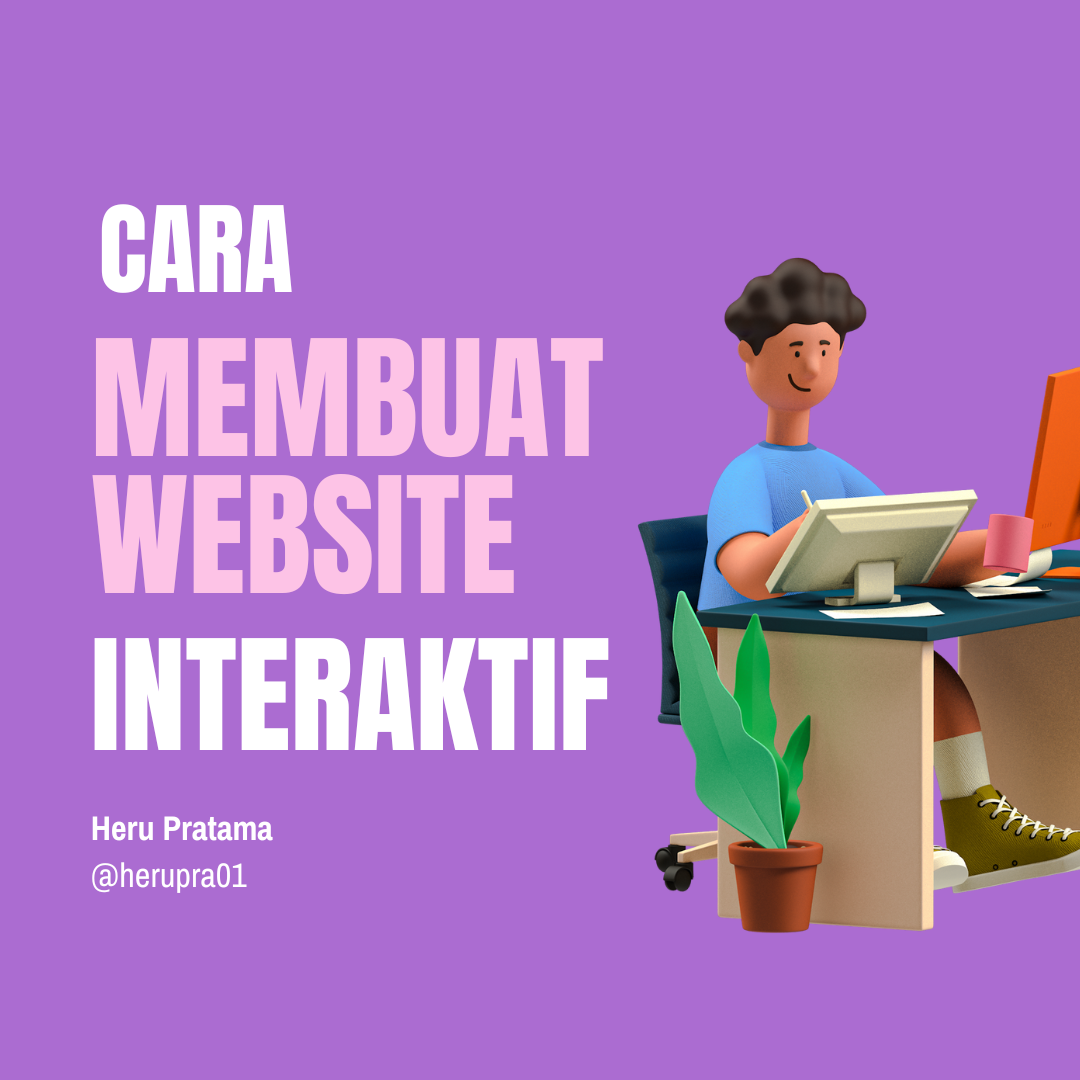 CARA
MEMBUAT
WEBSITE
INTERAKTIF
Heru Pratama
@herupra01